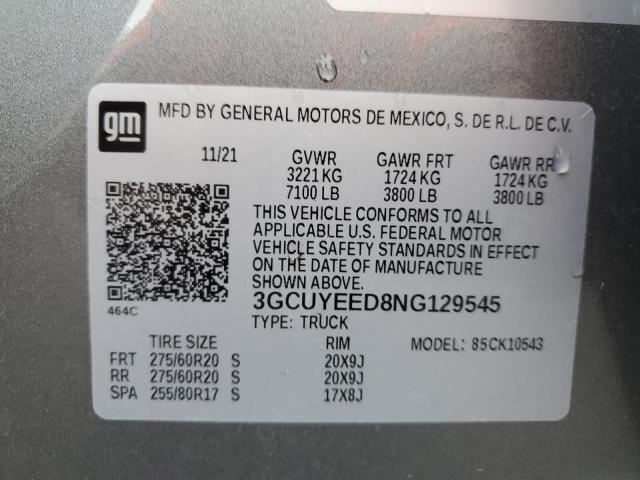 gm
MFD BY GENERAL MOTORS DE MEXICO, S. DE R.L. DE C.V.
11/21 GVWR GAWR FRT GAWR RR
3221 KG 1724 KG 1724 KG
7100 LB 3800 LB 3800 LB
THIS VEHICLE CONFORMS TO ALL
APPLICABLE U.S. FEDERAL MOTOR
VEHICLE SAFETY STANDARDS IN EFFECT
ON THE DATE OF MANUFACTURE
SHOWN ABOVE.
464C
3GCUYEED8NG129545
TYPE: TRUCK
TIRE SIZE RIM MODEL: 85CK10543
FRT 275/60R20 S 20X9J
RR 275/60R20 S 20X9J
SPA 255/80R17 S 17X8J